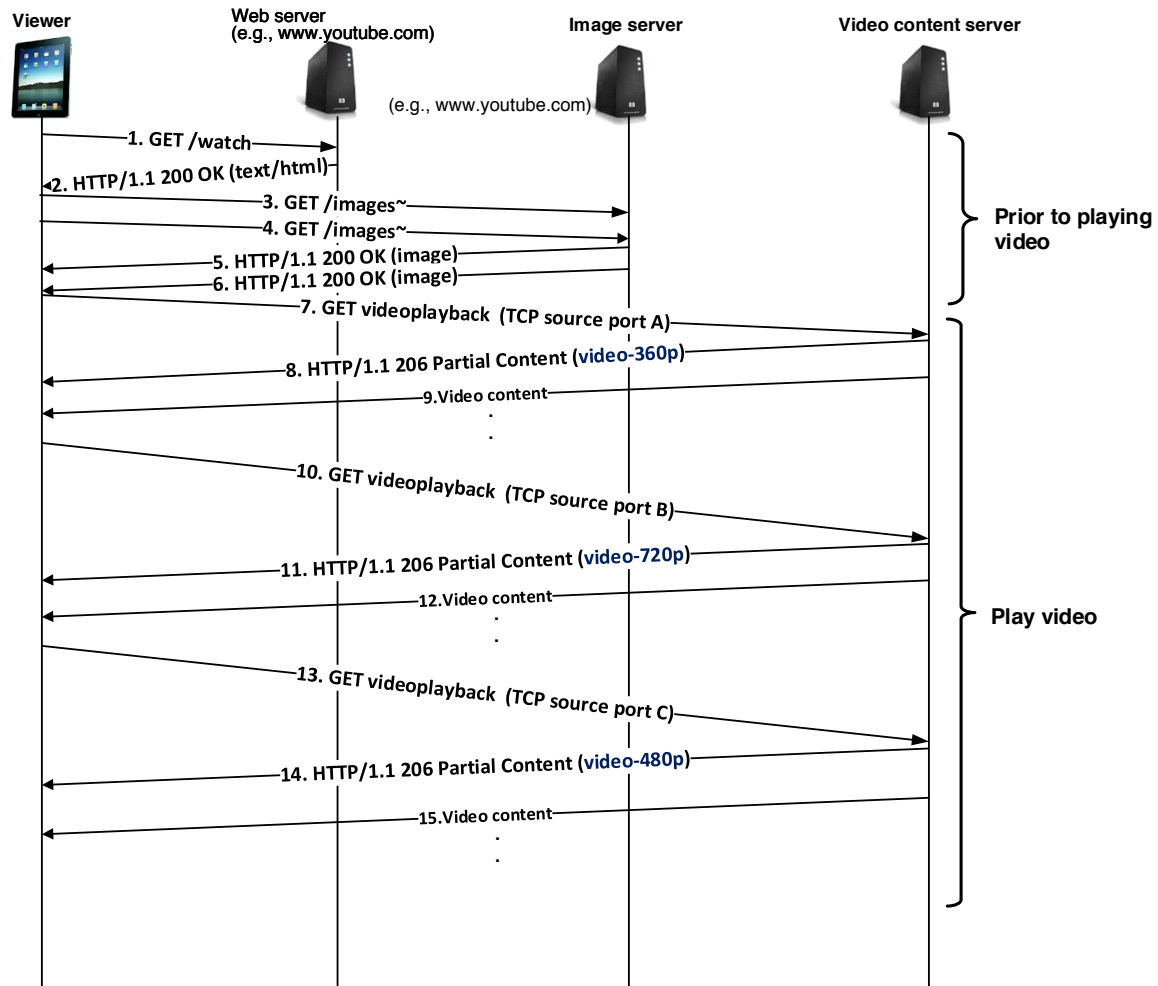 Viewer
Web server
(e.g., www.youtube.com)
Image server
Video content server
(e.g., www.youtube.com)
1. GET /watch
2. HTTP/1.1 200 OK (text/html)
3. GET /images~
4. GET /images~
5. HTTP/1.1 200 OK (image)
6. HTTP/1.1 200 OK (image)
Prior to playing
video
7. GET videoplayback (TCP source port A)
8. HTTP/1.1 206 Partial Content (video-360p)
9.Video content
.
.
10. GET videoplayback (TCP source port B)
11. HTTP/1.1 206 Partial Content (video-720p)
12.Video content
.
.
Play video
13. GET videoplayback (TCP source port C)
14. HTTP/1.1 206 Partial Content (video-480p)
15.Video content
.
.